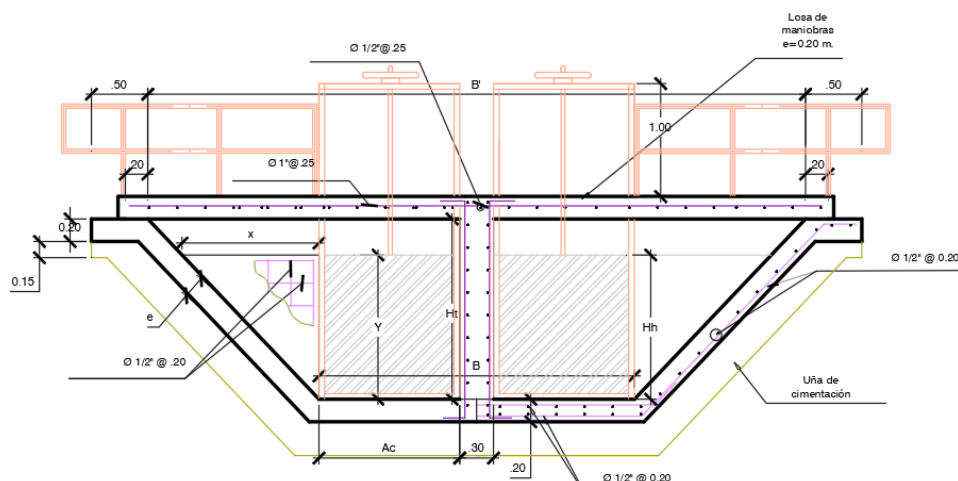 Losa de
maniobras
e=0.20 m.
Ø 1/2"@.25
.50
B'
.50
1.00
.20
Ø 1"@.25
.20
0.20
x
0.15
e
Y
Ht
Hh
Ø 1/2" @ 0.20
Ø 1/2" @ .20
B
Uña de
cimentación
Ac
.30
.20
Ø 1/2" @ 0.20